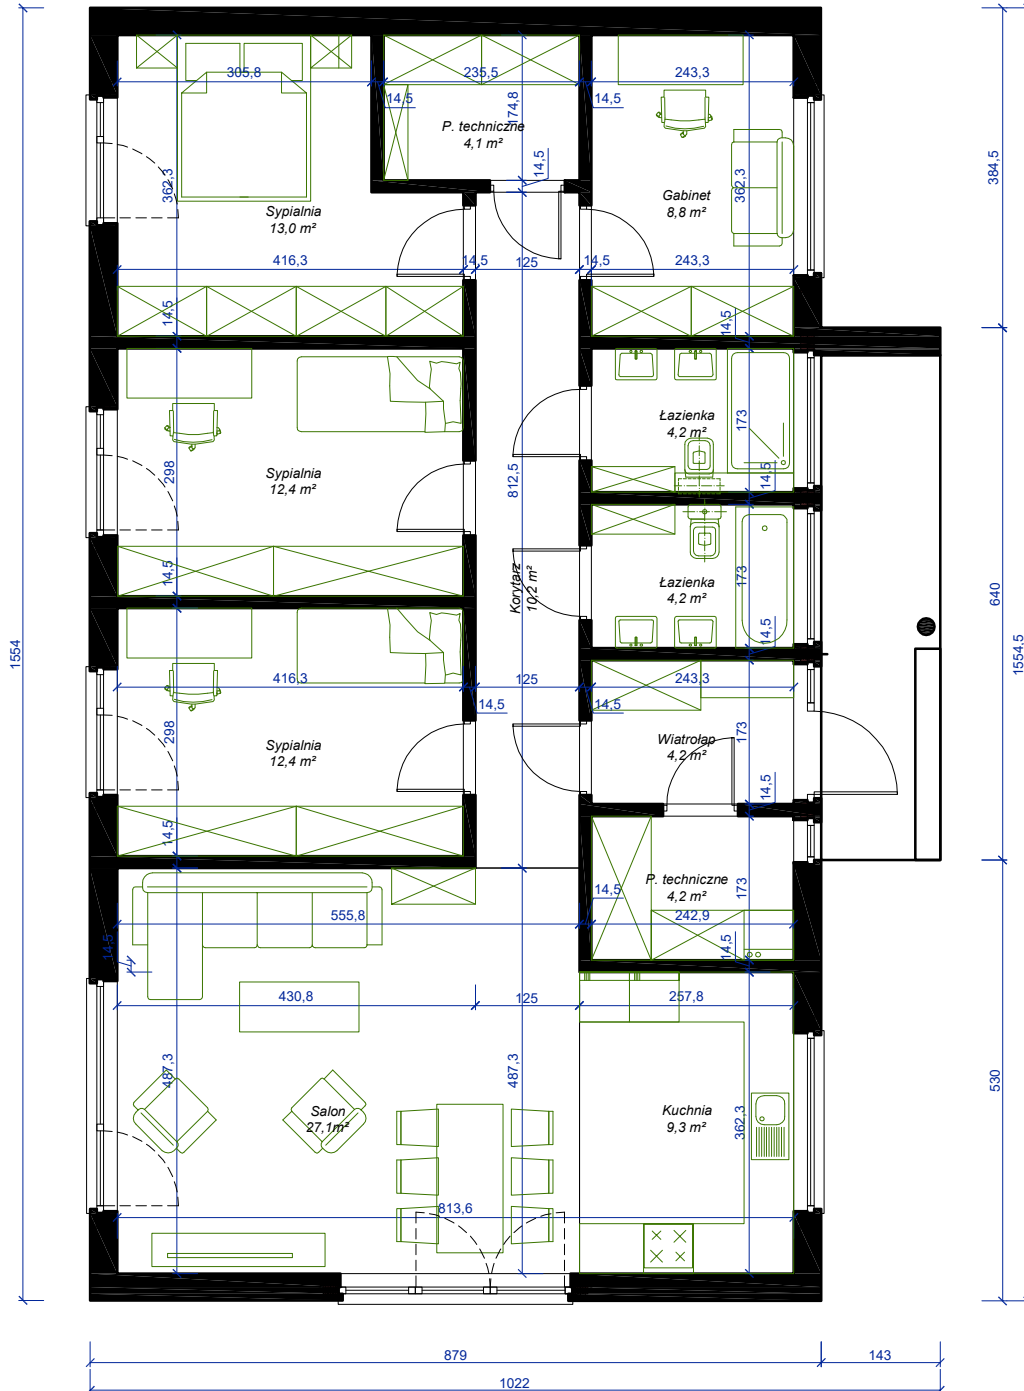 305,8
235,5
243,3
14,5
174,8
14,5
P. techniczne
4,1 m²
14,5
362,3
Sypialnia
13,0 m²
Gabinet
8,8 m²
362,3
384,5
416,3
14,5
125
14,5
243,3
14,5
14,5
Łazienka
4,2 m²
173
298
Sypialnia
12,4 m²
812,5
14,5
14,5
Korytarz
10,2 m²
Łazienka
4,2 m²
173
14,5
640
1554
1554,5
416,3
125
243,3
14,5
14,5
298
Sypialnia
12,4 m²
Wiatrołap
4,2 m²
173
14,5
14,5
P. techniczne
4,2 m²
173
14,5
555,8
242,9
14,5
14,5
430,8
125
257,8
487,3
487,3
Salon
27,1m²
Kuchnia
9,3 m²
362,3
530
813,6
879
143
1022